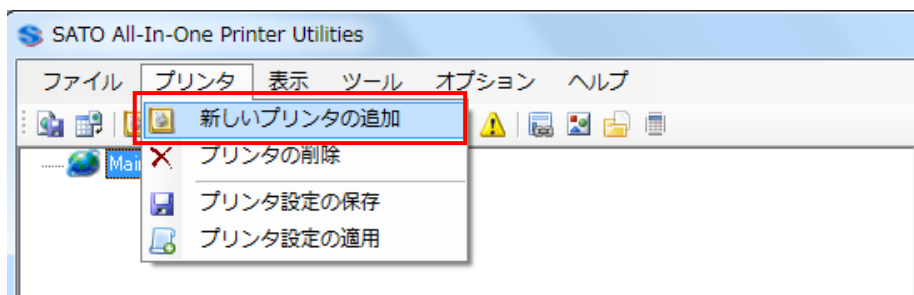 SATO All-In-One Printer Utilities
ファイル プリンタ 表示 ツール オプション ヘルプ
新しいプリンタの追加
プリンタの削除
プリンタ設定の保存
プリンタ設定の適用